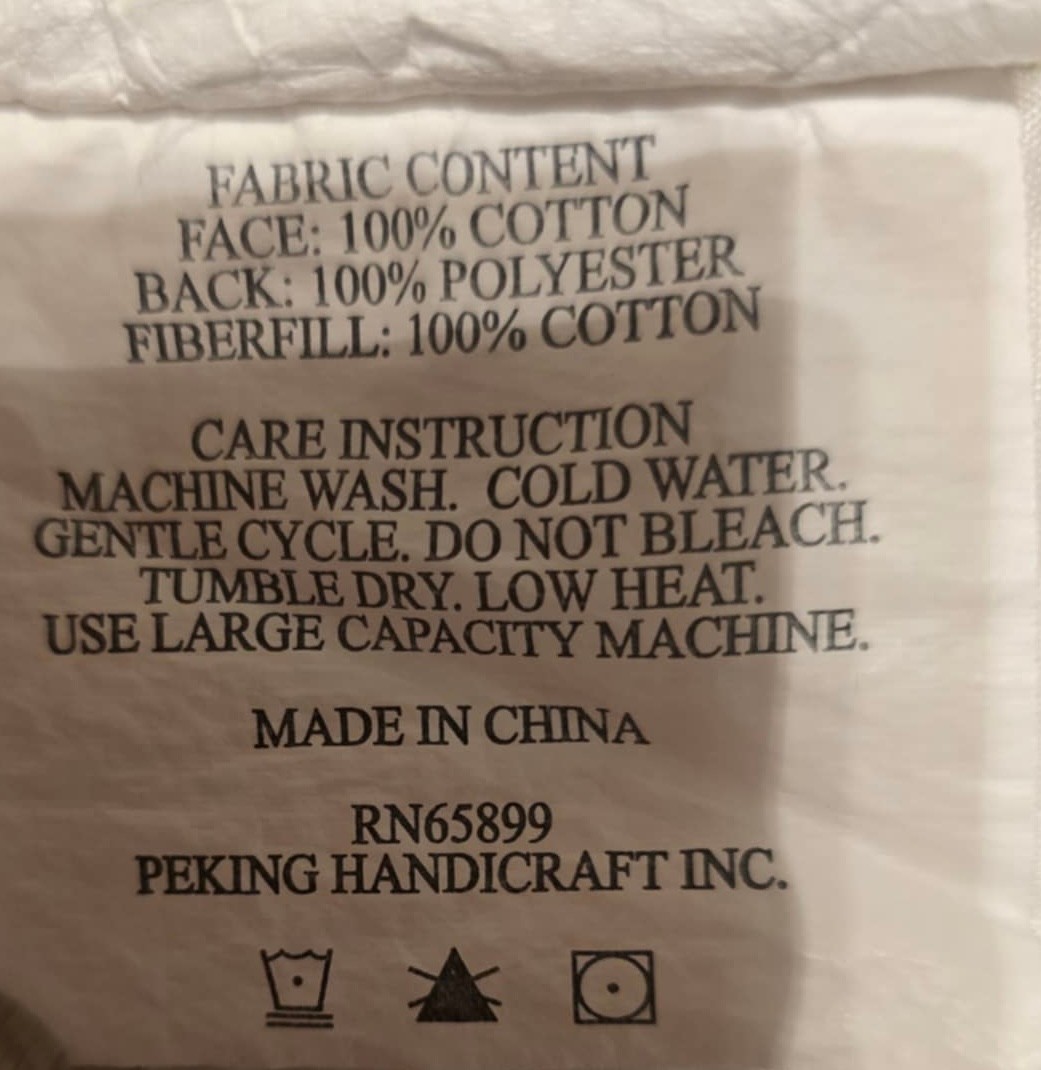 FABRIC CONTENT
FACE: 100% COTTON
BACK: 100% POLYESTER
FIBERFILL: 100% COTTON
CARE INSTRUCTION
MACHINE WASH. COLD WATER.
GENTLE CYCLE. DO NOT BLEACH.
TUMBLE DRY. LOW HEAT.
USE LARGE CAPACITY MACHINE.
MADE IN CHINA
RN65899
PEKING HANDICRAFT INC.